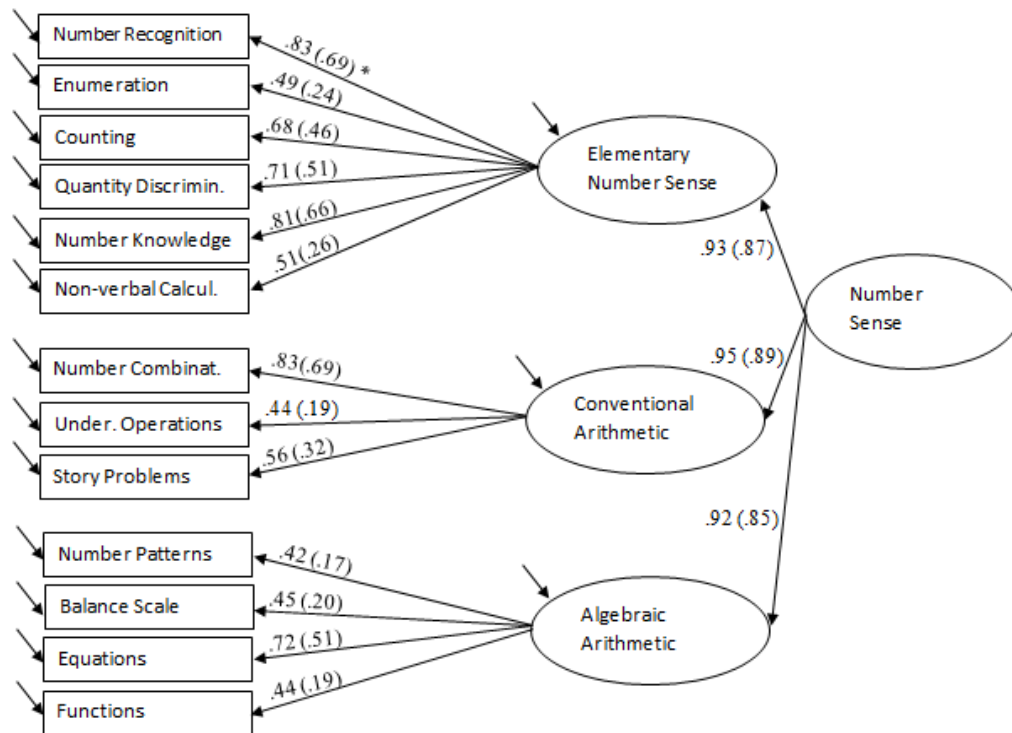 Number Recognition
.83 (.69) *
Enumeration
.49 (.24)
Counting
.68 (.46)
Quantity Discrimin.
.71 (.51)
Number Knowledge
.81(.66)
Non-verbal Calcul.
.51(.26)
Elementary
Number Sense
.93 (.87)
Number
Sense
Number Combinat.
.83(.69)
Under. Operations
.44 (.19)
Story Problems
.56 (.32)
Conventional
Arithmetic
.95 (.89)
.92 (.85)
Number Patterns
.42 (.17)
Balance Scale
.45 (.20)
Equations
.72 (.51)
Functions
.44 (.19)
Algebraic
Arithmetic